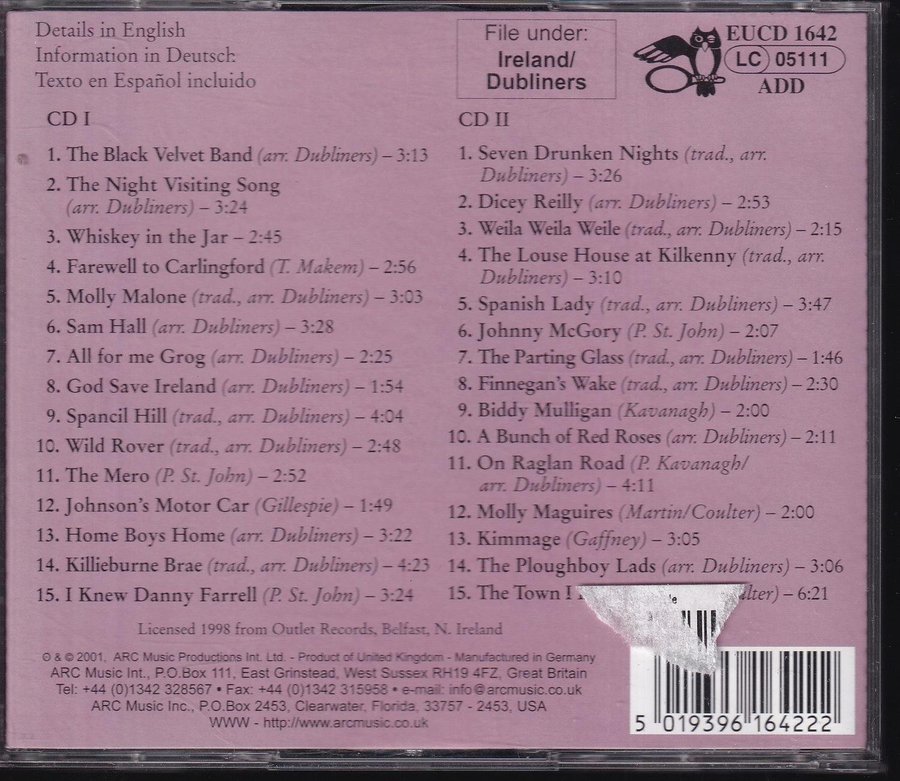 Details in English
Information in Deutsch
Texto en Español incluido
File under:
Ireland/
Dubliners
EUCD 1642
LC 05111
ADD
CD I
1. The Black Velvet Band (arr. Dubliners) – 3:13
2. The Night Visiting Song
(arr. Dubliners) – 3:24
3. Whiskey in the Jar – 2:45
4. Farewell to Carlingford (T. Makem) – 2:56
5. Molly Malone (trad., arr. Dubliners) – 3:03
6. Sam Hall (arr. Dubliners) – 3:28
7. All for me Grog (arr. Dubliners) – 2:25
8. God Save Ireland (arr. Dubliners) – 1:54
9. Spancil Hill (trad., arr. Dubliners) – 4:04
10. Wild Rover (trad., arr. Dubliners) – 2:48
11. The Mero (P. St. John) – 2:52
12. Johnson's Motor Car (Gillespie) – 1:49
13. Home Boys Home (arr. Dubliners) – 3:22
14. Killieburne Brae (trad., arr. Dubliners) – 4:23
15. I Knew Danny Farrell (P. St. John) – 3:24
CD II
1. Seven Drunken Nights (trad., arr.
Dubliners) – 3:26
2. Dicey Reilly (arr. Dubliners) – 2:53
3. Weila Weila Weile (trad., arr. Dubliners) – 2:15
4. The Louse House at Kilkenny (trad., arr.
Dubliners) – 3:10
5. Spanish Lady (trad., arr. Dubliners) – 3:47
6. Johnny McGory (P. St. John) – 2:07
7. The Parting Glass (trad., arr. Dubliners) – 1:46
8. Finnegan's Wake (trad., arr. Dubliners) – 2:30
9. Biddy Mulligan (Kavanagh) – 2:00
10. A Bunch of Red Roses (arr. Dubliners) – 2:11
11. On Raglan Road (P. Kavanagh/
arr. Dubliners) – 4:11
12. Molly Maguires (Martin/Coulter) – 2:00
13. Kimmage (Gaffney) – 3:05
14. The Ploughboy Lads (arr. Dubliners) – 3:06
15. The Town I – 6:21
Licensed 1998 from Outlet Records, Belfast, N. Ireland
℗ & © 2001, ARC Music Productions Int. Ltd. - Product of United Kingdom - Manufactured in Germany
ARC Music Int., P.O.Box 111, East Grinstead, West Sussex RH19 4FZ, Great Britain
Tel: +44 (0)1342 328567 • Fax: +44 (0)1342 315958 • e-mail: info@arcmusic.co.uk
ARC Music Inc., P.O.Box 2453, Clearwater, Florida, 33757 - 2453, USA
WWW - http://www.arcmusic.co.uk
5 019396 164222